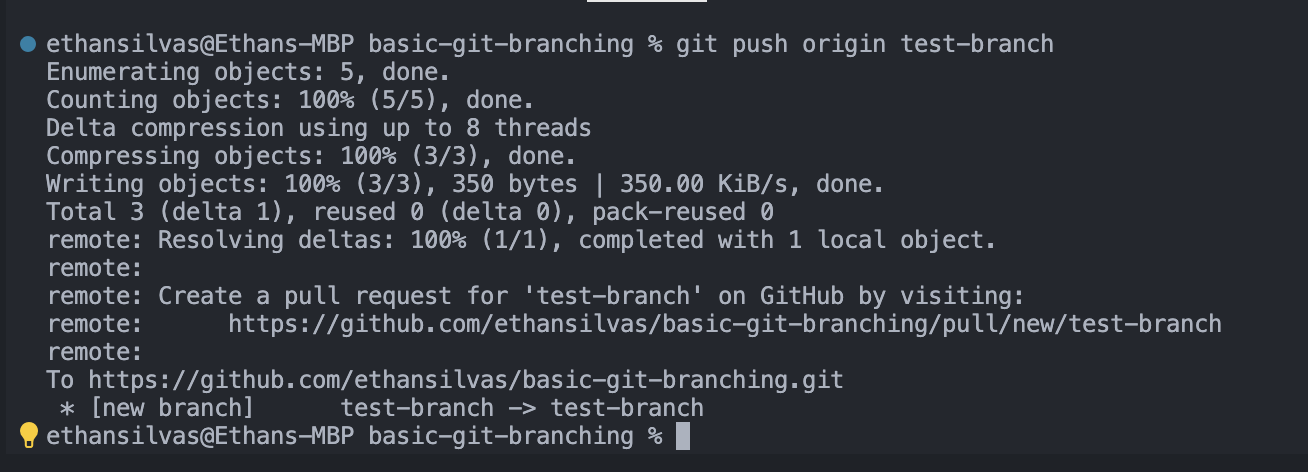 ethansilvas@Ethans-MBP basic-git-branching % git push origin test-branch
Enumerating objects: 5, done.
Counting objects: 100% (5/5), done.
Delta compression using up to 8 threads
Compressing objects: 100% (3/3), done.
Writing objects: 100% (3/3), 350 bytes | 350.00 KiB/s, done.
Total 3 (delta 1), reused 0 (delta 0), pack-reused 0
remote: Resolving deltas: 100% (1/1), completed with 1 local object.
remote:
remote: Create a pull request for 'test-branch' on GitHub by visiting:
remote:      https://github.com/ethansilvas/basic-git-branching/pull/new/test-branch
remote:
To https://github.com/ethansilvas/basic-git-branching.git
 * [new branch]      test-branch -> test-branch
ethansilvas@Ethans-MBP basic-git-branching %